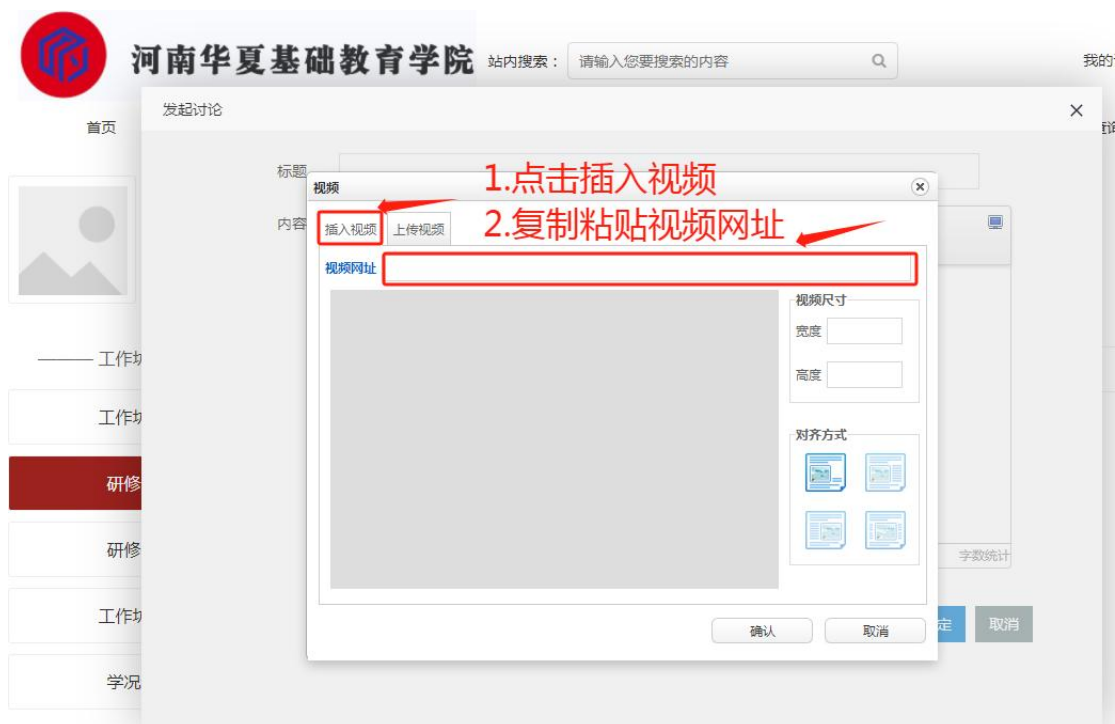 河南华夏基础教育学院
站内搜索：
请输入您要搜索的内容
我的
首页
发起讨论
标题
1.点击插入视频
视频
内容
插入视频
上传视频
2.复制粘贴视频网址
视频网址
视频尺寸
宽度
高度
工作坊
工作坊
对齐方式
研修
研修
字数统计
工作坊
确认
取消
定
取消
学况